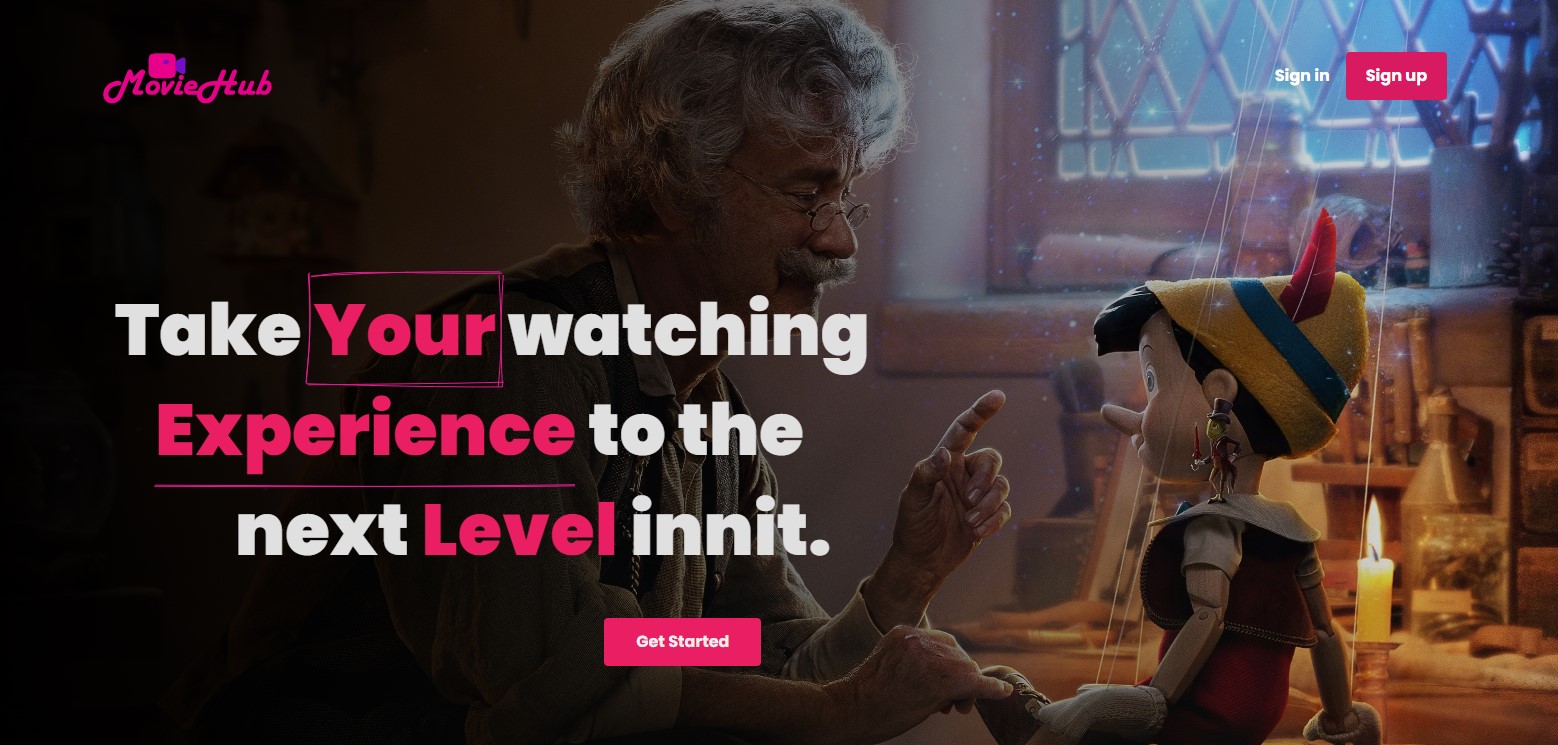 MovieHub
Sign in
Sign up
Take Your watching
Experience to the
next Level innit.
Get Started